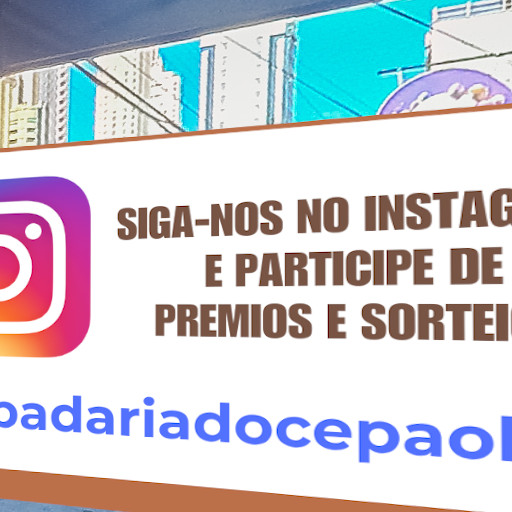 SIGA-NOS NO INSTAG
E PARTICIPE DE
PREMIOS E SORTEI
padariadocepao